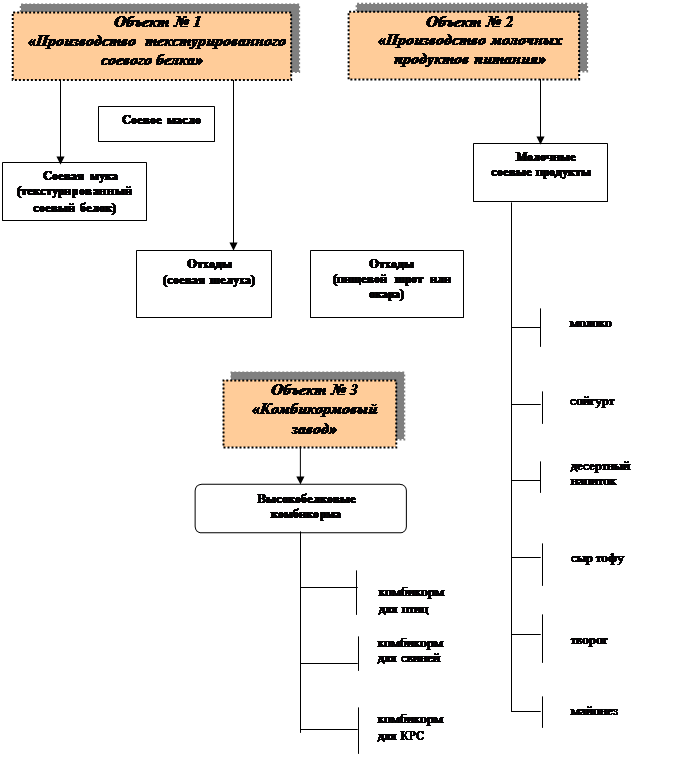 Объект № 1
«Производство текстурированного
соевого белка»
Объект № 2
«Производство молочных
продуктов питания»
Соевое масло
Соевая мука
(текстурированный
соевый белок)
Молочные
соевые продукты
Отходы
(соевая шелуха)
Отходы
(пищевой шрот или
окара)
молоко
сойгурт
десертный
напиток
сыр тофу
творог
майонез
Объект № 3
«Комбикормовый
завод»
Высокобелковые
комбикорма
комбикорм
для птиц
комбикорм
для свиней
комбикорм
для КРС